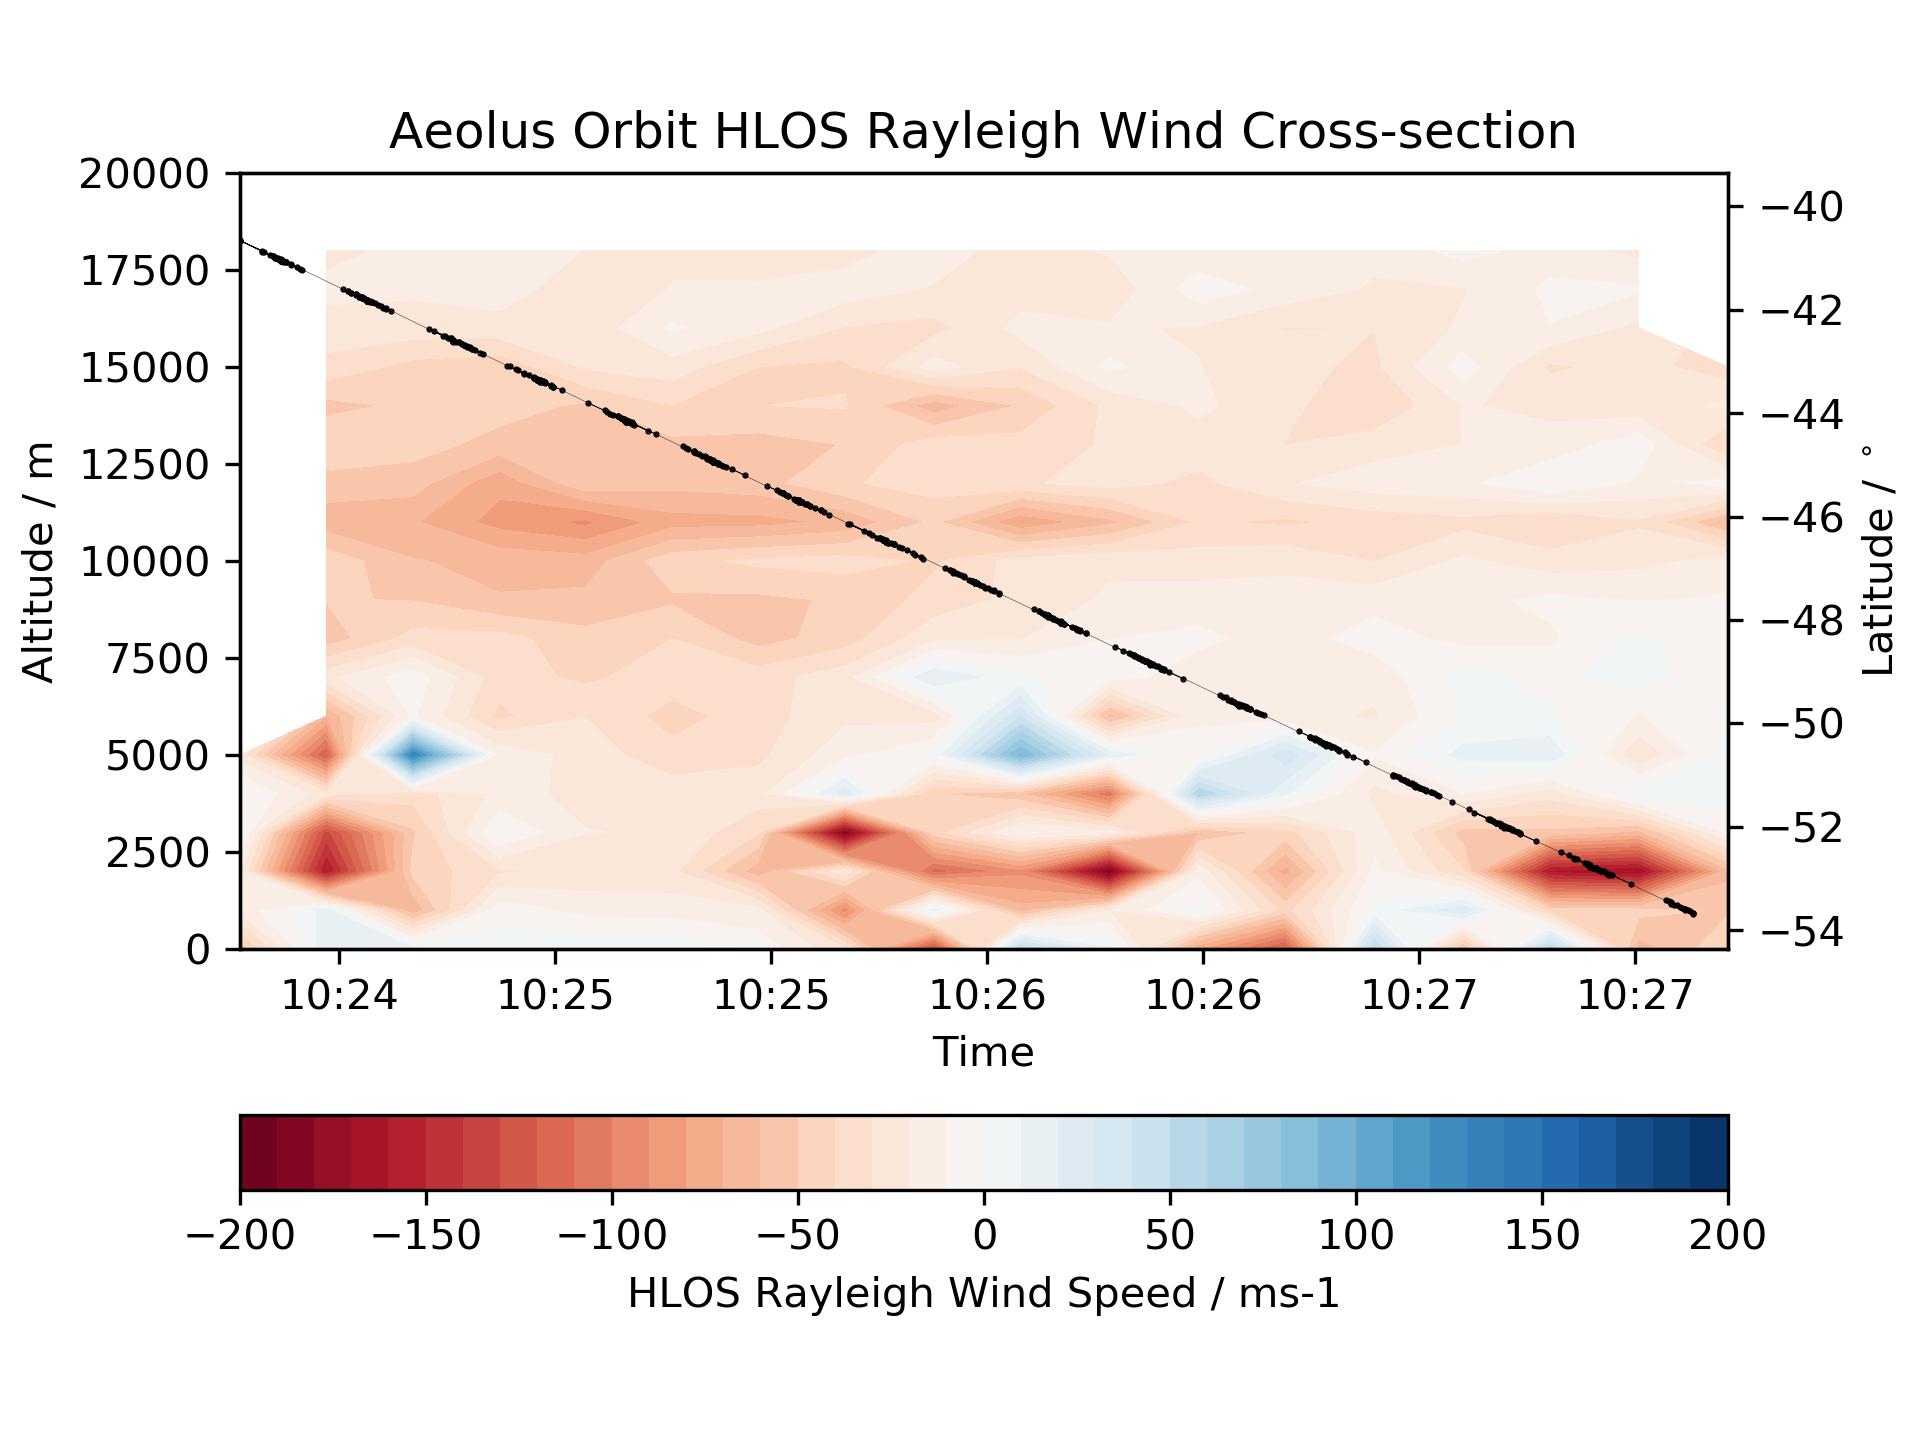 Aeolus Orbit HLOS Rayleigh Wind Cross-section
20000
17500
15000
12500
10000
7500
5000
2500
0
Altitude / m
−40
−42
−44
−46
−48
−50
−52
−54
Latitude / °
10:24 10:25 10:25 10:26 10:26 10:27 10:27
Time
−200 −150 −100 −50 0 50 100 150 200
HLOS Rayleigh Wind Speed / ms-1